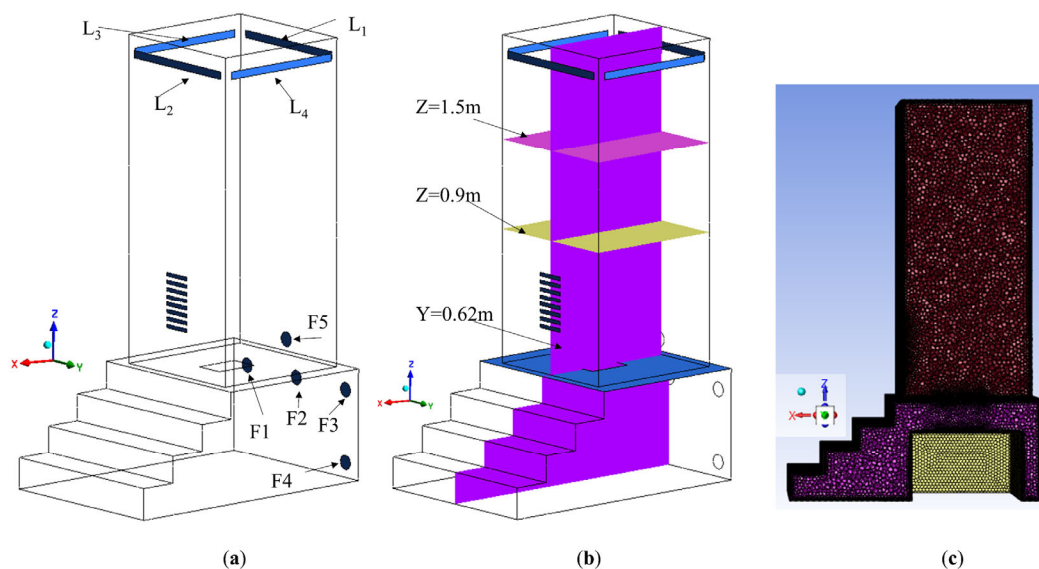 L₃
L₁
L₂
L₄
F5
F1
F2
F3
F4
Z
X
Y
(a)
Z=1.5m
Z=0.9m
Y=0.62m
Z
X
Y
(b)
Z
X
(c)